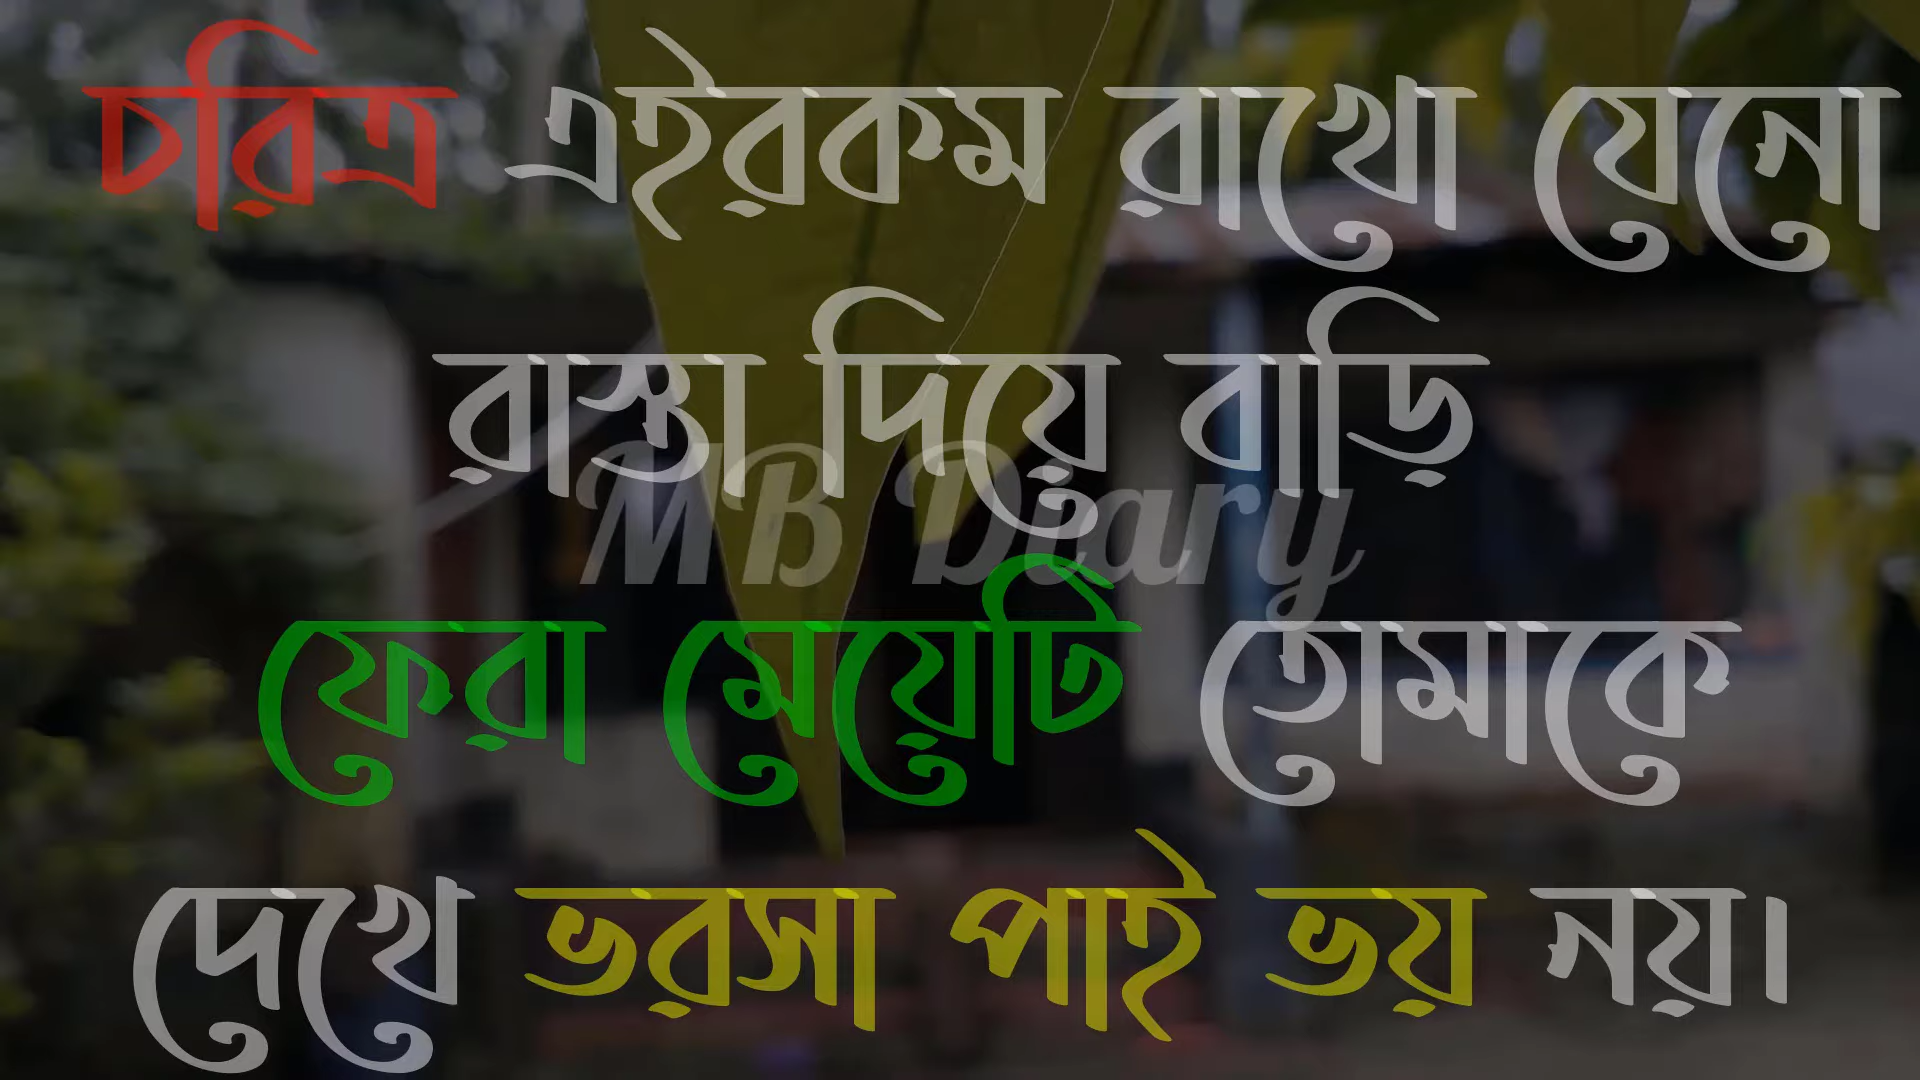 চরিত্র এইরকম রাখো যেনো
রাস্তা দিয়ে বাড়ি
MB Diary
ফেরা মেয়েটি তোমাকে
দেখে ভরসা পাই ভয় নয়।